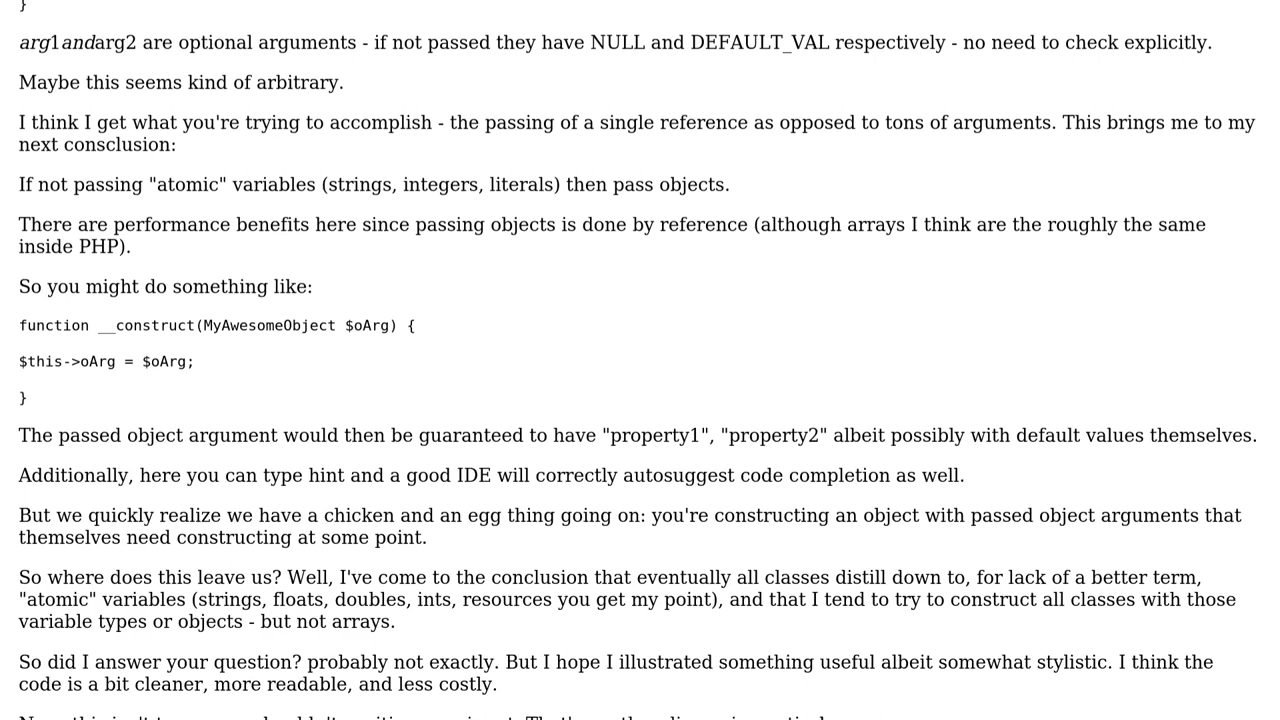 }
arg1andarg2 are optional arguments - if not passed they have NULL and DEFAULT_VAL respectively - no need to check explicitly.
Maybe this seems kind of arbitrary.
I think I get what you're trying to accomplish - the passing of a single reference as opposed to tons of arguments. This brings me to my
next consclusion:
If not passing "atomic" variables (strings, integers, literals) then pass objects.
There are performance benefits here since passing objects is done by reference (although arrays I think are the roughly the same
inside PHP).
So you might do something like:
function __construct(MyAwesomeObject $oArg) {
$this->oArg = $oArg;
}
The passed object argument would then be guaranteed to have "property1", "property2" albeit possibly with default values themselves.
Additionally, here you can type hint and a good IDE will correctly autosuggest code completion as well.
But we quickly realize we have a chicken and an egg thing going on: you're constructing an object with passed object arguments that
themselves need constructing at some point.
So where does this leave us? Well, I've come to the conclusion that eventually all classes distill down to, for lack of a better term,
"atomic" variables (strings, floats, doubles, ints, resources you get my point), and that I tend to try to construct all classes with those
variable types or objects - but not arrays.
So did I answer your question? probably not exactly. But I hope I illustrated something useful albeit somewhat stylistic. I think the
code is a bit cleaner, more readable, and less costly.